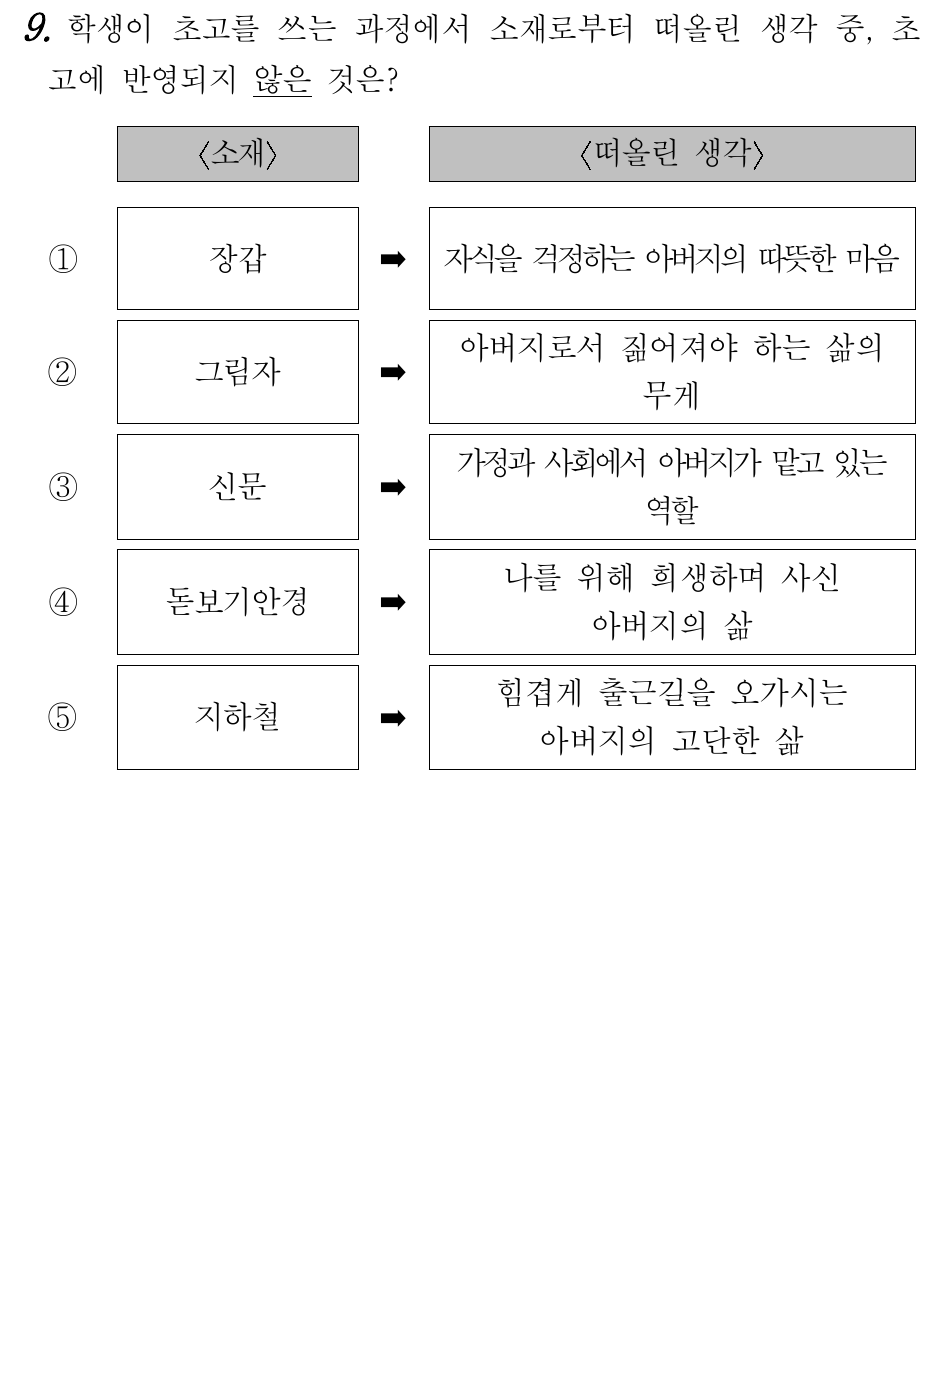 9. 학생이 초고를 쓰는 과정에서 소재로부터 떠올린 생각 중, 초
고에 반영되지 않은 것은?
〈소재〉 〈떠올린 생각〉
① 장갑 ➡ 자식을 걱정하는 아버지의 따뜻한 마음
② 그림자 ➡ 아버지로서 짊어져야 하는 삶의
무게
③ 신문 ➡ 가정과 사회에서 아버지가 맡고 있는
역할
④ 돋보기안경 ➡ 나를 위해 희생하며 사신
아버지의 삶
⑤ 지하철 ➡ 힘겹게 출근길을 오가시는
아버지의 고단한 삶